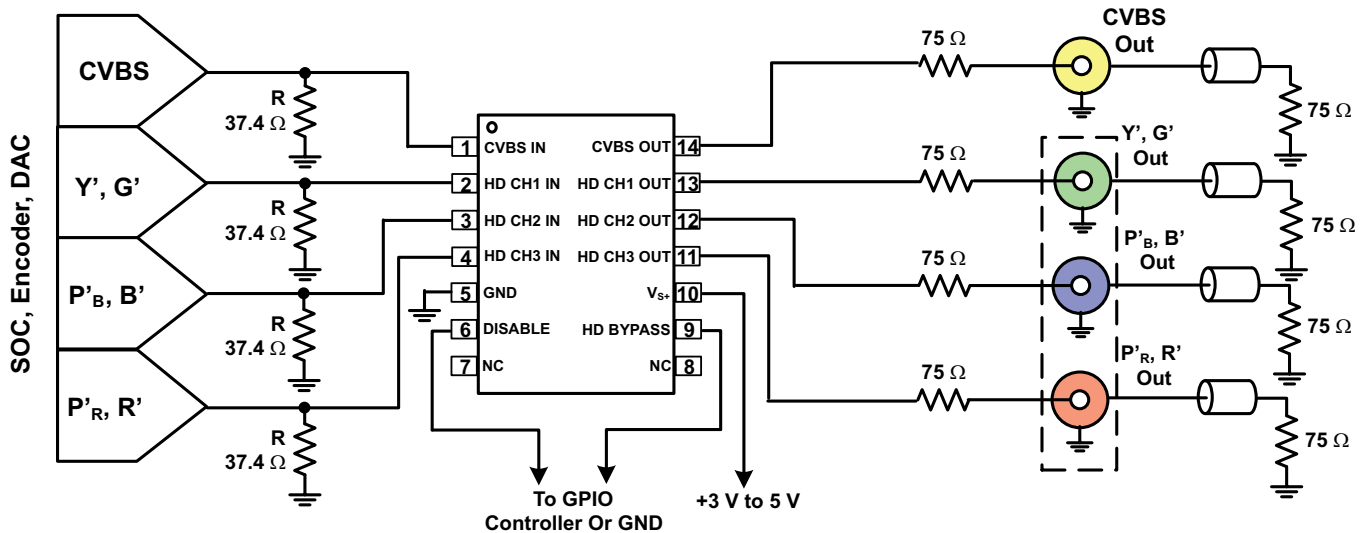 SOC, Encoder, DAC
CVBS
Y’, G’
P’B, B’
P’R, R’
R
37.4 Ω
R
37.4 Ω
R
37.4 Ω
R
37.4 Ω
1 CVBS IN
2 HD CH1 IN
3 HD CH2 IN
4 HD CH3 IN
5 GND
6 DISABLE
7 NC
CVBS OUT 14
HD CH1 OUT 13
HD CH2 OUT 12
HD CH3 OUT 11
VS+ 10
HD BYPASS 9
NC 8
To GPIO
Controller Or GND
+3 V to 5 V
75 Ω
75 Ω
75 Ω
75 Ω
CVBS
Out
Y’, G’
Out
P’B, B’
Out
P’R, R’
Out
75 Ω
75 Ω
75 Ω
75 Ω